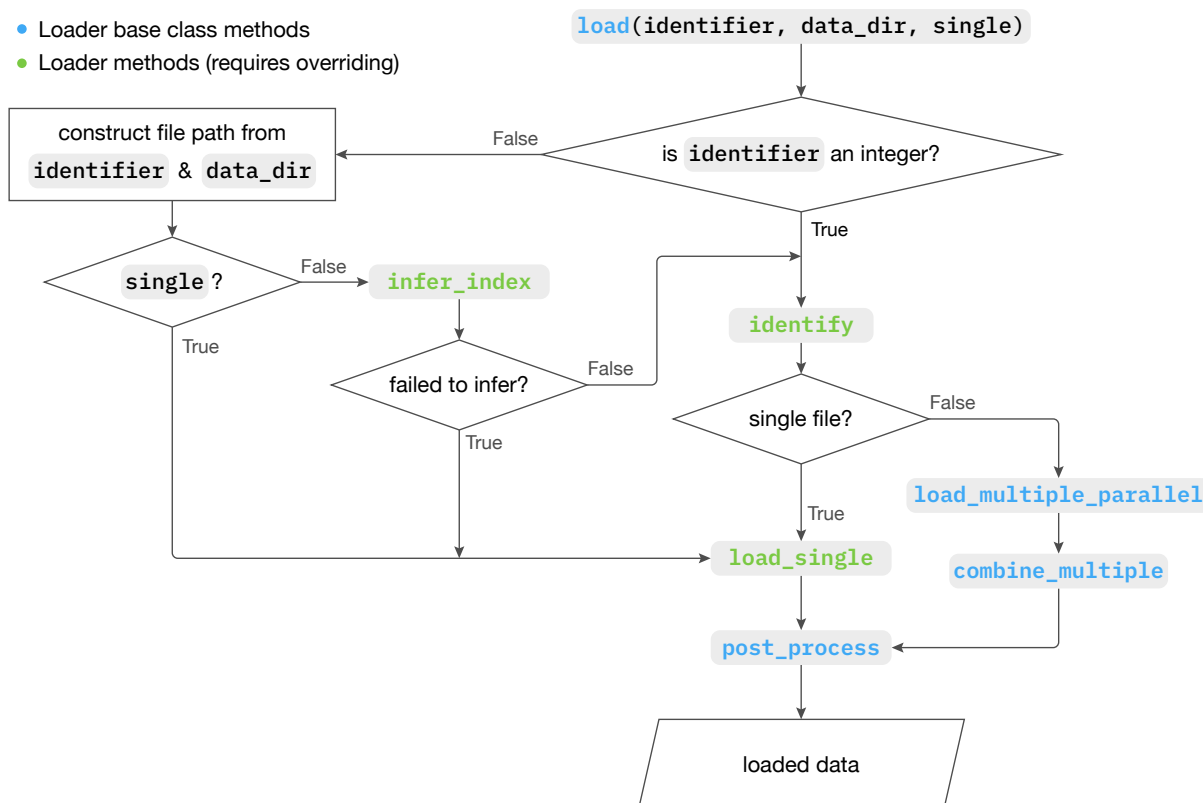 Loader base class methods
Loader methods (requires overriding)
load(identifier, data_dir, single)
is identifier an integer?
False
construct file path from
identifier & data_dir
True
single ?
False
infer_index
identify
True
failed to infer?
False
single file?
False
True
load_multiple_parallel
True
load_single
combine_multiple
post_process
loaded data